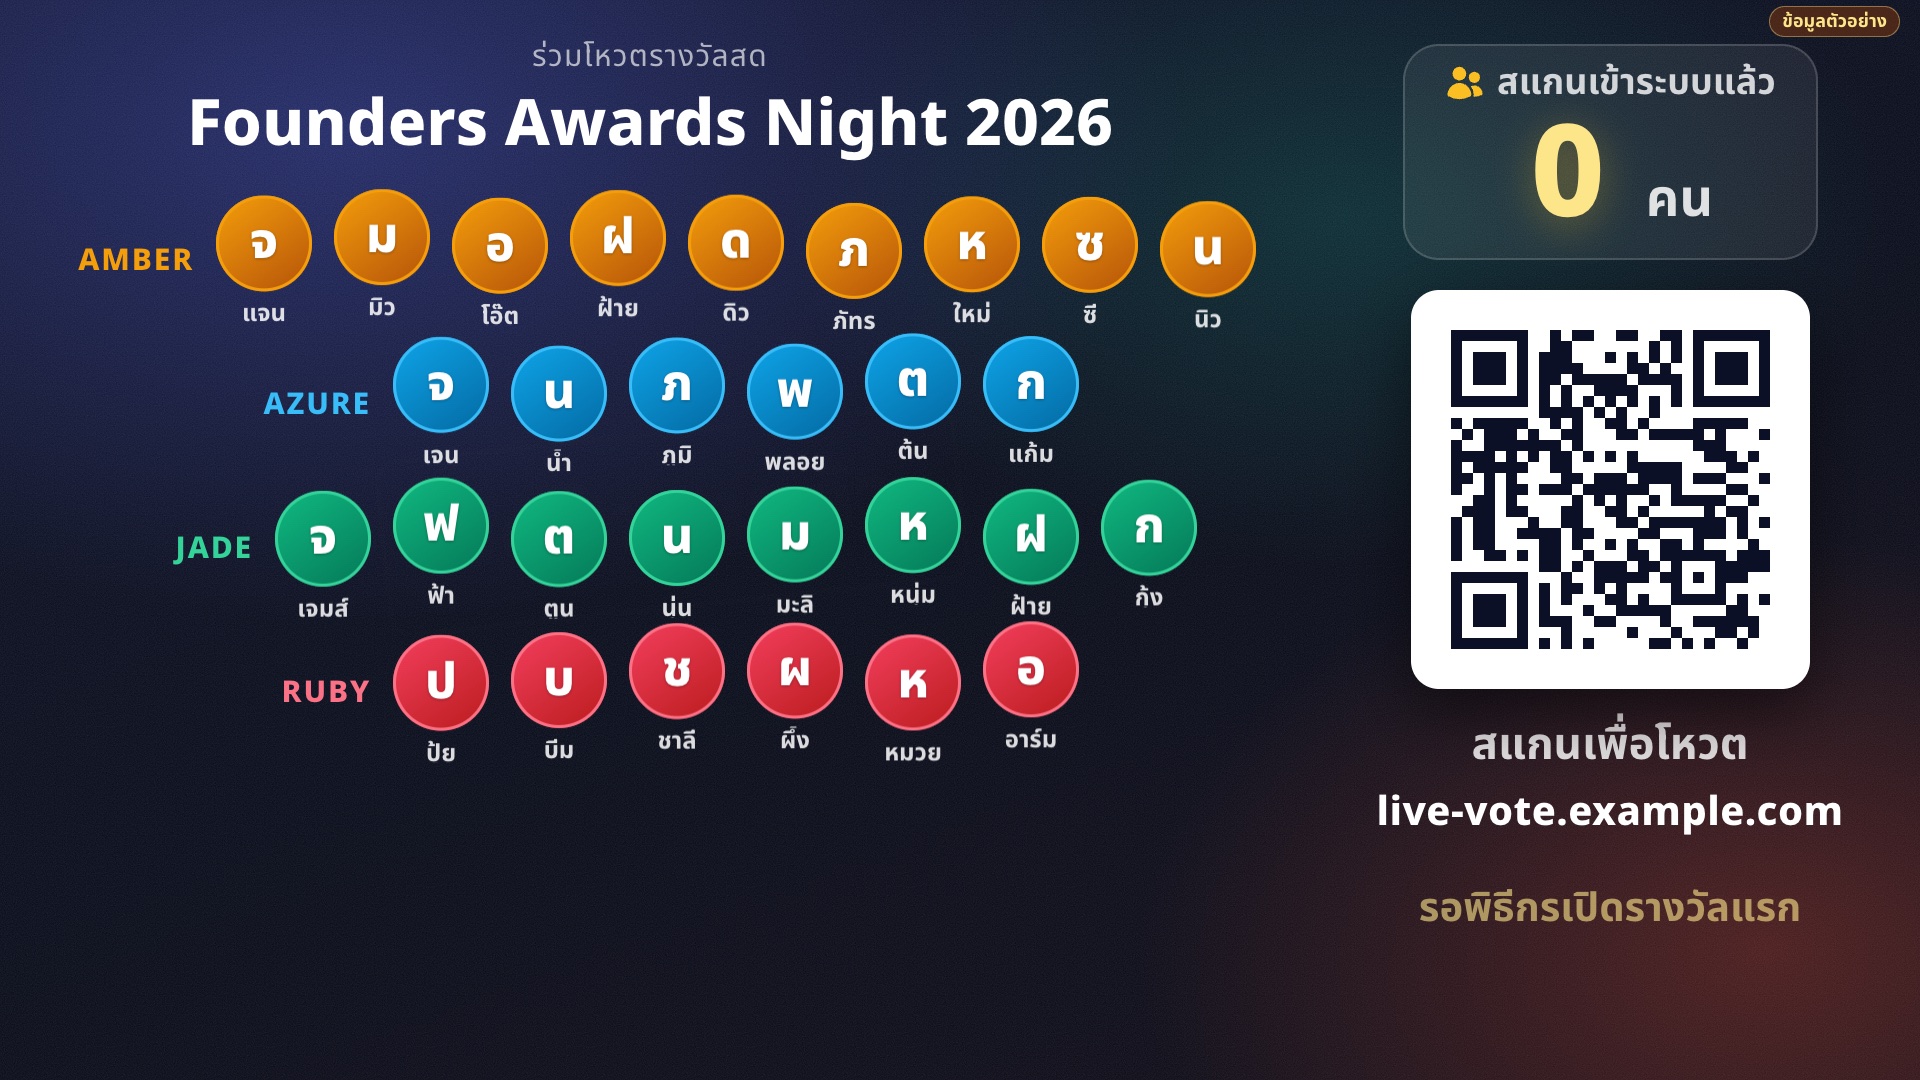 ข้อมูลตัวอย่าง
ร่วมโหวตรางวัลสด
Founders Awards Night 2026
AMBER
จ ม อ ฝ ด ภ ห ซ น
แจน มิว โอ๊ต ฝ้าย ดิว ภัทร ใหม่ ซี นิว
AZURE
จ น ภ พ ต ก
เจน น้ำ ภูมิ พลอย ต้น แก้ม
JADE
จ ฟ ต น ม ห ฝ ก
เจมส์ ฟ้า ตูน นุ่น มะลิ หนุ่ม ฝ้าย กุ้ง
RUBY
ป บ ช ผ ห อ
ปุ้ย บีม ชาลี ผึ้ง หมวย อาร์ม
สแกนเข้าระบบแล้ว
0 คน
สแกนเพื่อโหวต
live-vote.example.com
รอพิธีกรเปิดรางวัลแรก